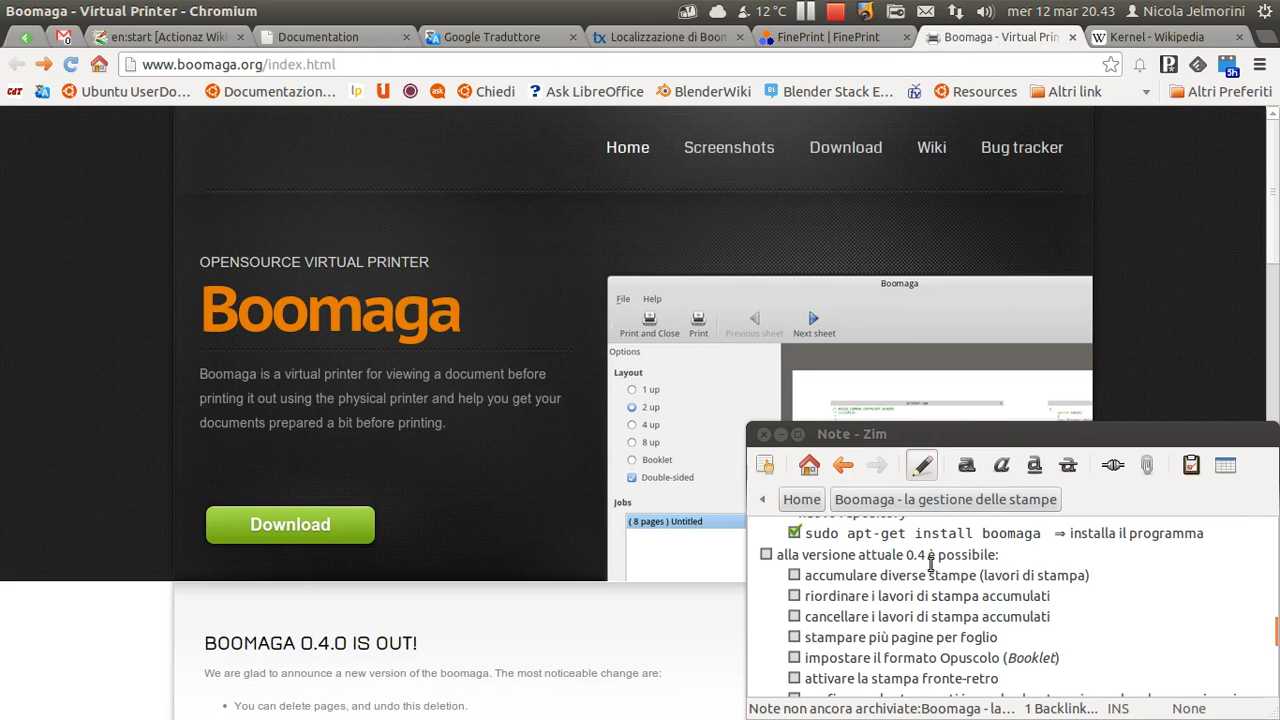 Boomaga - Virtual Printer - Chromium
12 °C
mer 12 mar 20.43
Nicola Jelmorini
en:start [Actionaz Wiki
Documentation
Google Traduttore
Localizzazione di Boom
FinePrint | FinePrint
Boomaga - Virtual Prin
Kernel - Wikipedia
www.boomaga.org/index.html
5h
CAT
Ubuntu UserDo...
Documentazion...
lp
U
ask
Chiedi
?
Ask LibreOffice
BlenderWiki
Blender Stack E...
tv
Resources
Altri link
Altri Preferiti
Home
Screenshots
Download
Wiki
Bug tracker
OPENSOURCE VIRTUAL PRINTER
Boomaga
Boomaga is a virtual printer for viewing a document before
printing it out using the physical printer and help you get your
documents prepared a bit before printing.
Download
Boomaga
File Help
Print and Close
Print
Previous sheet
Next sheet
Options
Layout
1 up
2 up
4 up
8 up
Booklet
Double-sided
Jobs
( 8 pages ) Untitled
BOOMAGA 0.4.0 IS OUT!
We are glad to announce a new version of the boomaga. The most noticeable change are:
• You can delete pages, and undo this deletion.
Note - Zim
Home
Boomaga - la gestione delle stampe
sudo apt-get install boomaga ⇒ installa il programma
alla versione attuale 0.4 è possibile:
accumulare diverse stampe (lavori di stampa)
riordinare i lavori di stampa accumulati
cancellare i lavori di stampa accumulati
stampare più pagine per foglio
impostare il formato Opuscolo (Booklet)
attivare la stampa fronte-retro
Note non ancora archiviate:Boomaga - la...
1 Backlink...
INS
None